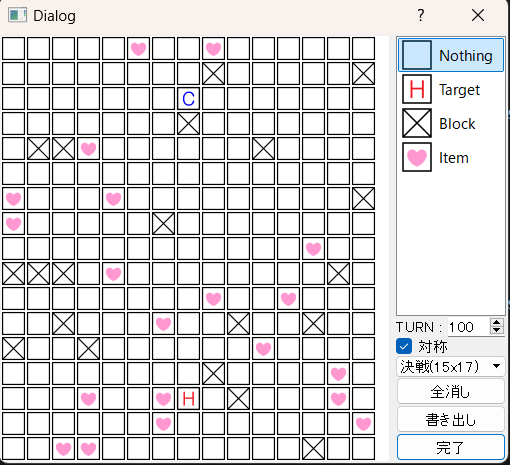 Dialog
?
C
H
Nothing
H Target
Block
Item
TURN : 100
対称
決戦(15x17)
全消し
書き出し
完了